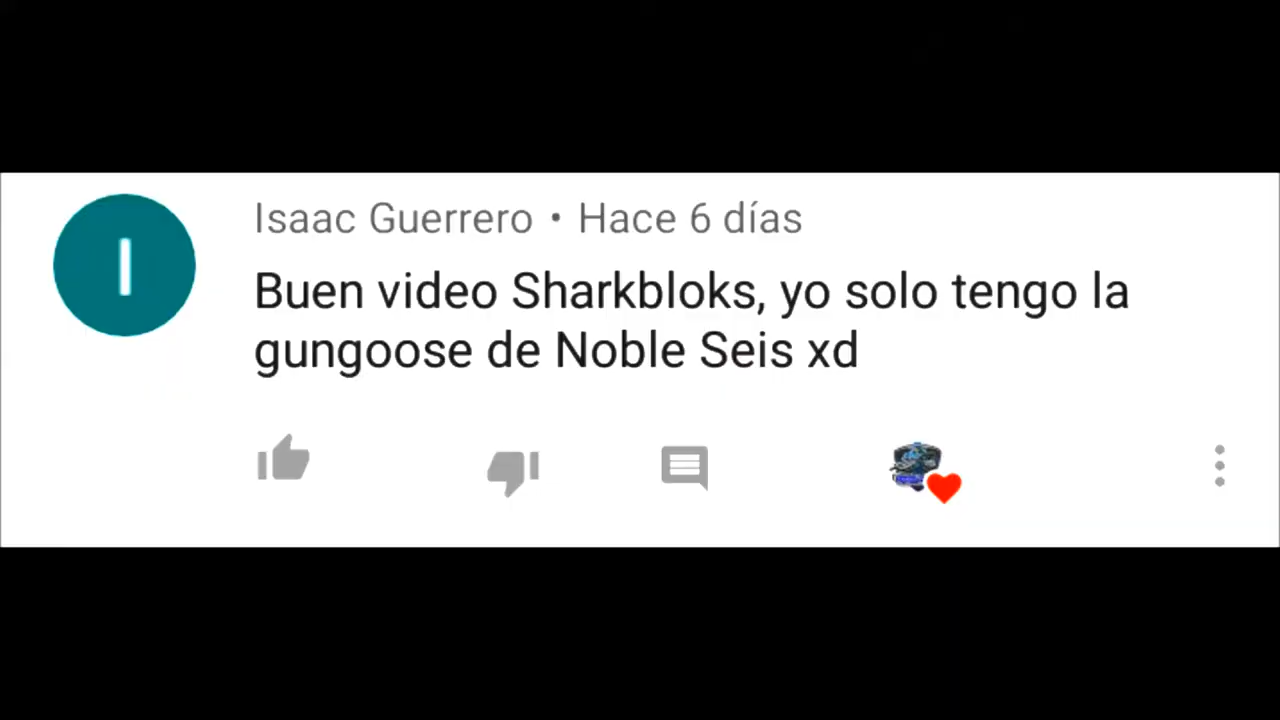 I
Isaac Guerrero • Hace 6 días
Buen video Sharkbloks, yo solo tengo la
gungoose de Noble Seis xd